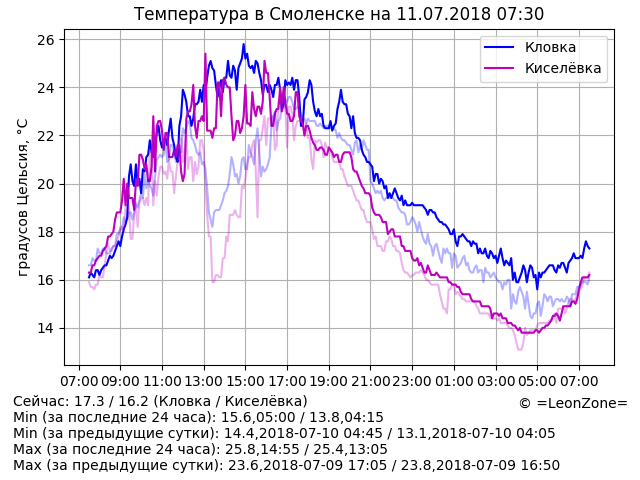 Температура в Смоленске на 11.07.2018 07:30
Кловка
Киселёвка
градусов Цельсия, °C
26
24
22
20
18
16
14
07:00 09:00 11:00 13:00 15:00 17:00 19:00 21:00 23:00 01:00 03:00 05:00 07:00
Сейчас: 17.3 / 16.2 (Кловка / Киселёвка)
© =LeonZone=
Min (за последние 24 часа): 15.6,05:00 / 13.8,04:15
Min (за предыдущие сутки): 14.4,2018-07-10 04:45 / 13.1,2018-07-10 04:05
Max (за последние 24 часа): 25.8,14:55 / 25.4,13:05
Max (за предыдущие сутки): 23.6,2018-07-09 17:05 / 23.8,2018-07-09 16:50